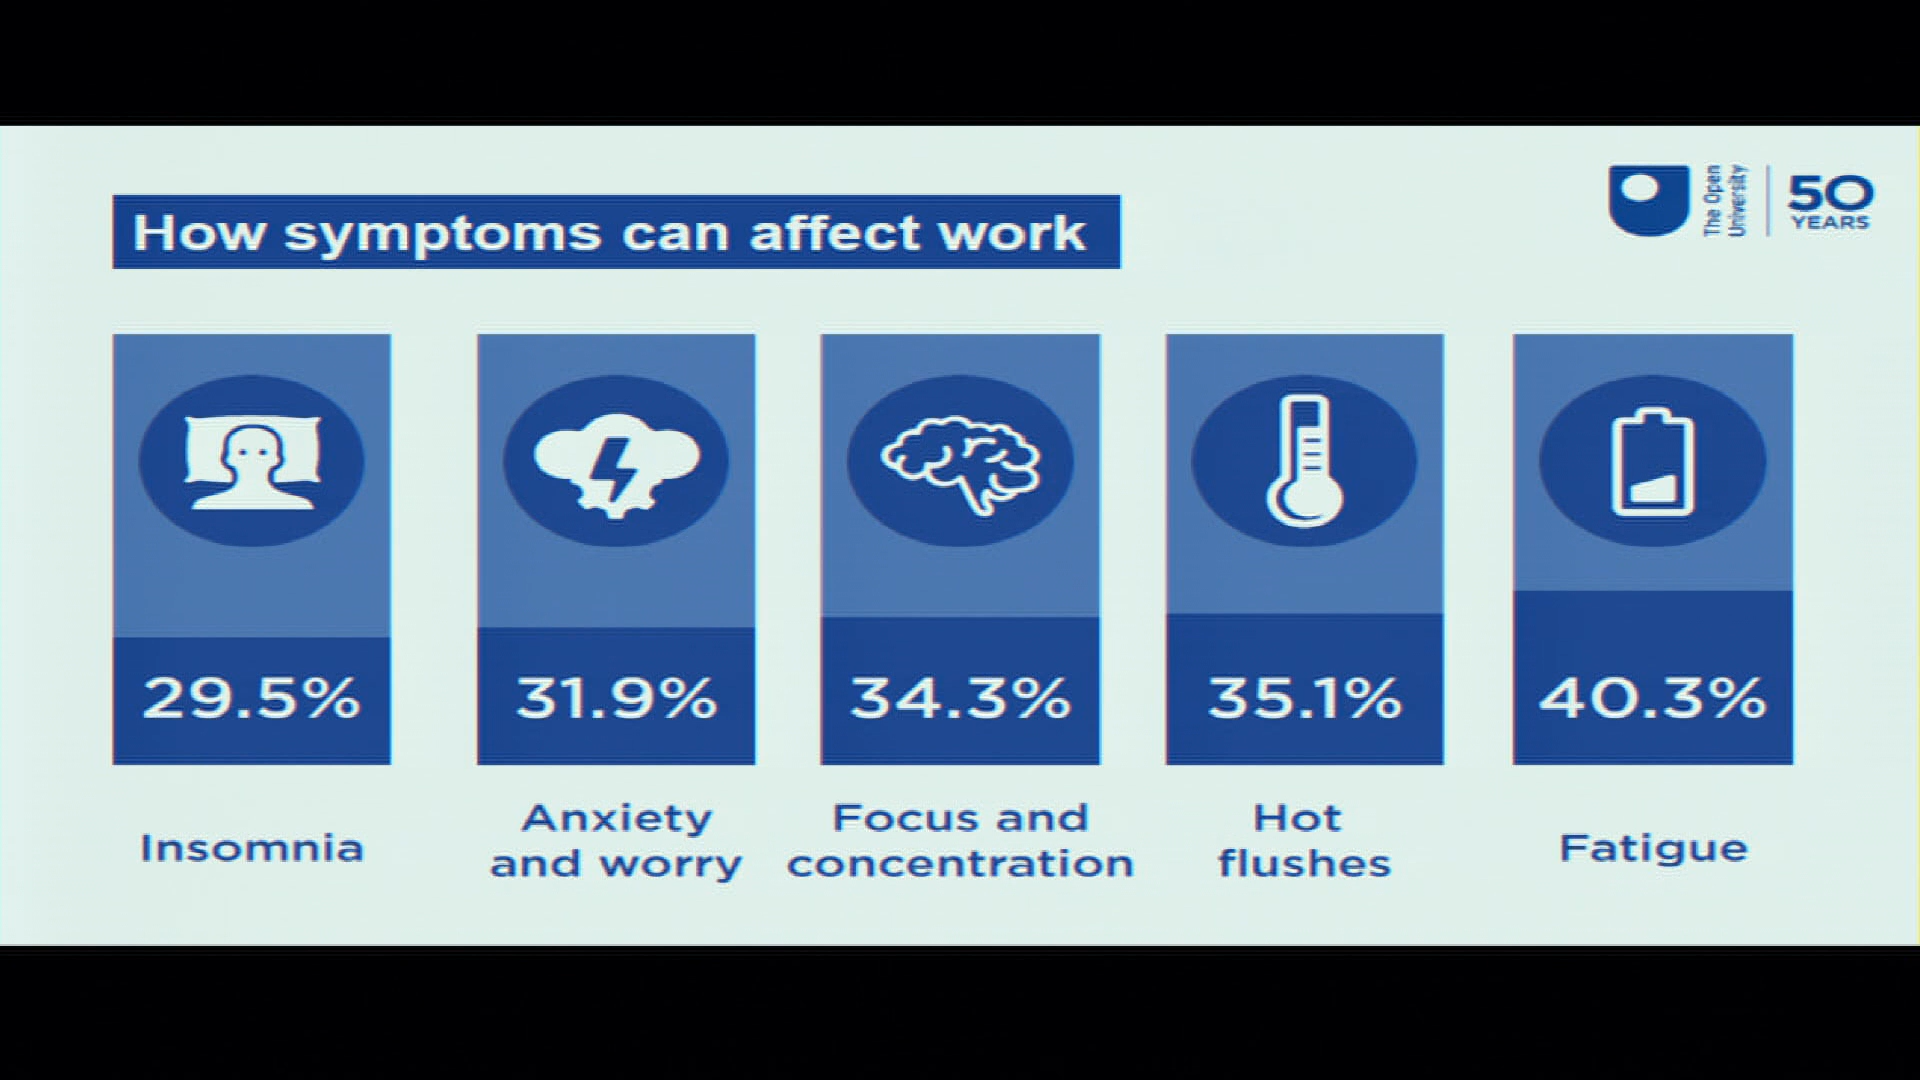 How symptoms can affect work
The Open
University
50
YEARS
29.5%
31.9%
34.3%
35.1%
40.3%
Insomnia
Anxiety
and worry
Focus and
concentration
Hot
flushes
Fatigue